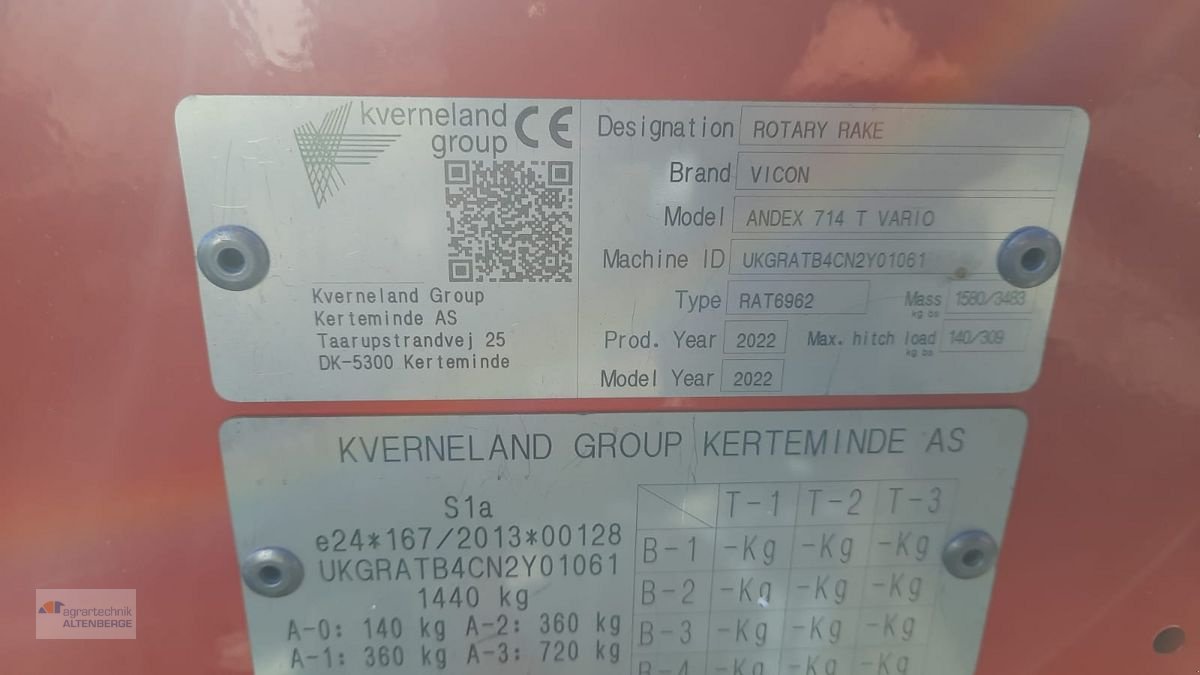 kverneland
group
CE
Kverneland Group
Kerteminde AS
Taarupstrandvej 25
DK-5300 Kerteminde
Designation ROTARY RAKE
Brand VICON
Model ANDEX 714 T VARIO
Machine ID UKGRATB4CN2Y01061
Type RAT6962 Mass kg lbs 1580/3483
Prod. Year 2022 Max. hitch load kg lbs 140/309
Model Year 2022
KVERNELAND GROUP KERTEMINDE AS
S1a
e24*167/2013*00128
UKGRATB4CN2Y01061
1440 kg
A-0: 140 kg A-2: 360 kg
A-1: 360 kg A-3: 720 kg
T-1 T-2 T-3
B-1 -Kg -Kg -Kg
B-2 -Kg -Kg -Kg
B-3 -Kg -Kg -Kg
B-4 -Kg -Kg -Kg
agrartechnik
ALTENBERGE